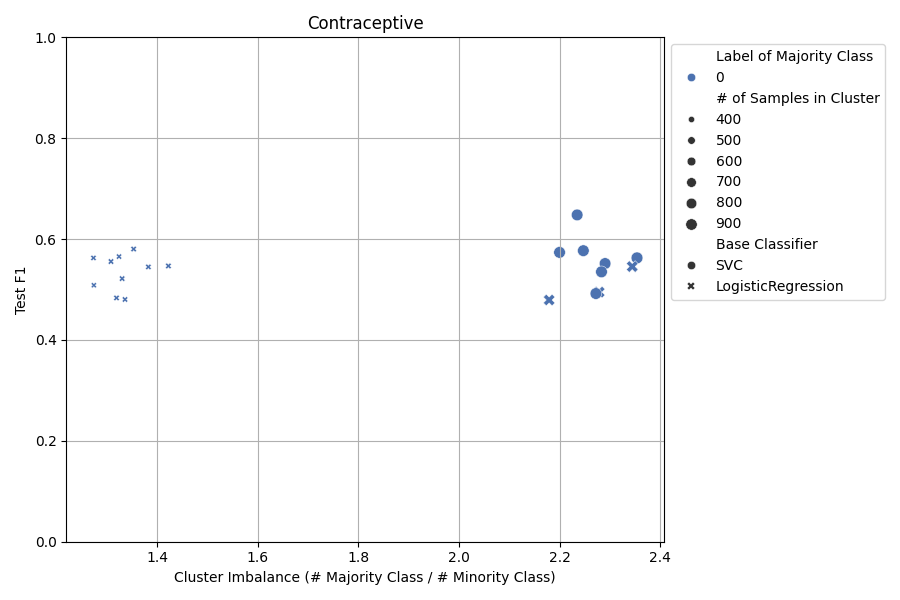 Contraceptive
1.0
0.8
0.6
0.4
0.2
0.0
Test F1
1.4
1.6
1.8
2.0
2.2
2.4
Cluster Imbalance (# Majority Class / # Minority Class)
Label of Majority Class
0
# of Samples in Cluster
400
500
600
700
800
900
Base Classifier
SVC
LogisticRegression